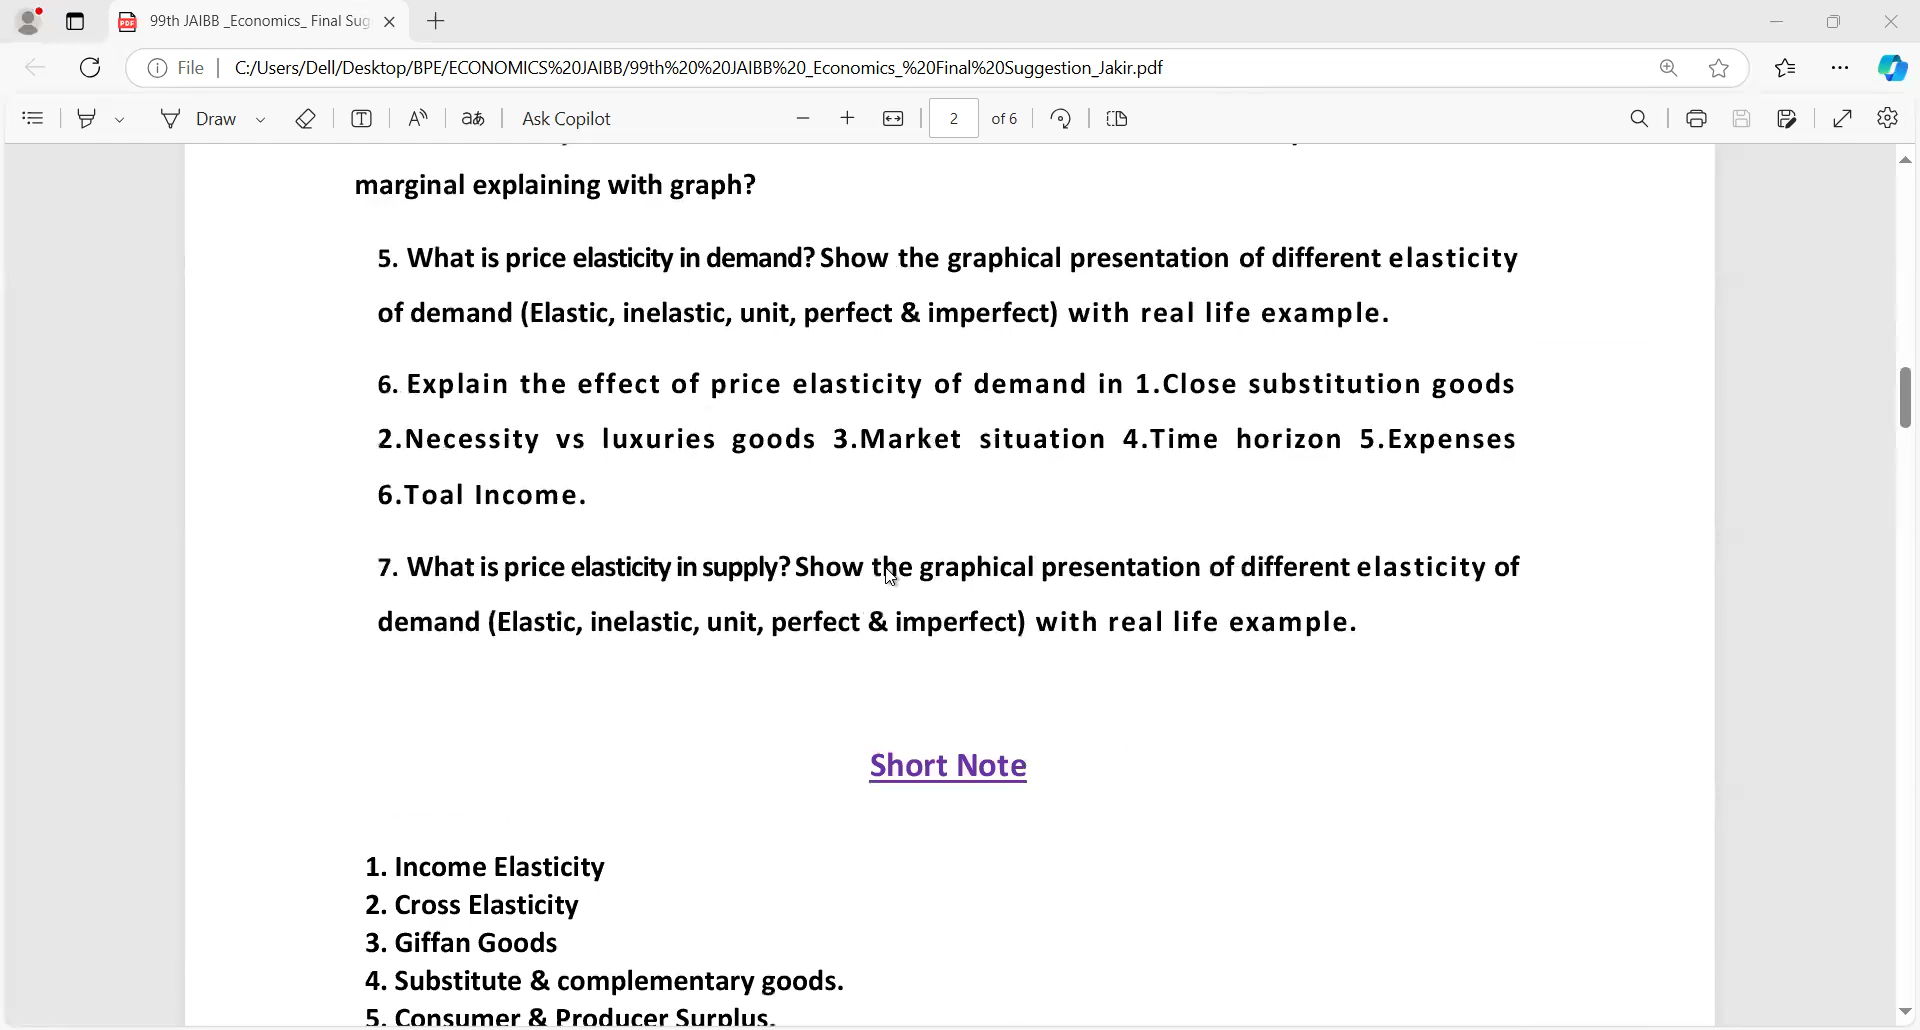 99th JAIBB _Economics_ Final Sug
File
C:/Users/Dell/Desktop/BPE/ECONOMICS%20JAIBB/99th%20%20JAIBB%20_Economics_%20Final%20Suggestion_Jakir.pdf
Draw
aあ
Ask Copilot
2 of 6
marginal explaining with graph?
5. What is price elasticity in demand? Show the graphical presentation of different elasticity
of demand (Elastic, inelastic, unit, perfect & imperfect) with real life example.
6. Explain the effect of price elasticity of demand in 1.Close substitution goods
2.Necessity vs luxuries goods 3.Market situation 4.Time horizon 5.Expenses
6.Toal Income.
7. What is price elasticity in supply? Show the graphical presentation of different elasticity of
demand (Elastic, inelastic, unit, perfect & imperfect) with real life example.
Short Note
1. Income Elasticity
2. Cross Elasticity
3. Giffan Goods
4. Substitute & complementary goods.
5. Consumer & Producer Surplus.